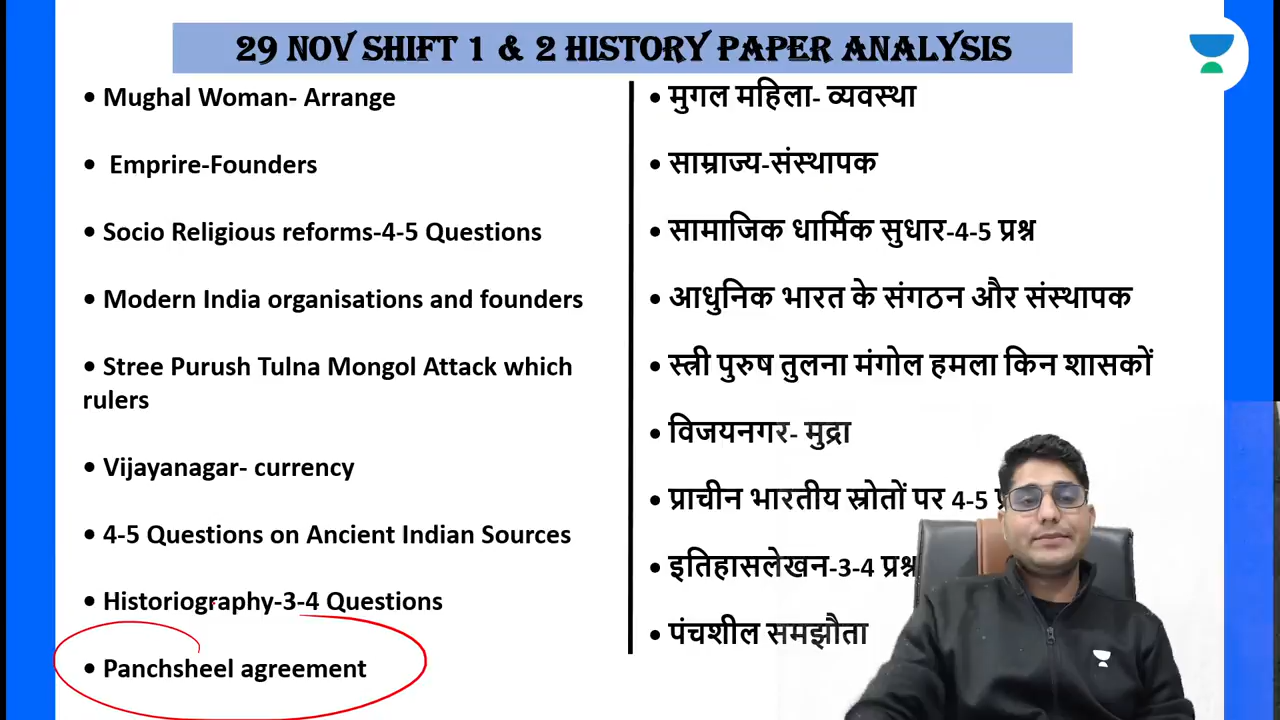 29 NOV SHIFT 1 & 2 HISTORY PAPER ANALYSIS
• Mughal Woman- Arrange
• Emprire-Founders
• Socio Religious reforms-4-5 Questions
• Modern India organisations and founders
• Stree Purush Tulna Mongol Attack which
rulers
• Vijayanagar- currency
• 4-5 Questions on Ancient Indian Sources
• Historiography-3-4 Questions
• Panchsheel agreement
• मुगल महिला- व्यवस्था
• साम्राज्य-संस्थापक
• सामाजिक धार्मिक सुधार-4-5 प्रश्न
• आधुनिक भारत के संगठन और संस्थापक
• स्त्री पुरुष तुलना मंगोल हमला किन शासकों
• विजयनगर- मुद्रा
• प्राचीन भारतीय स्रोतों पर 4-5
• इतिहासलेखन-3-4 प्रश्न
• पंचशील समझौता